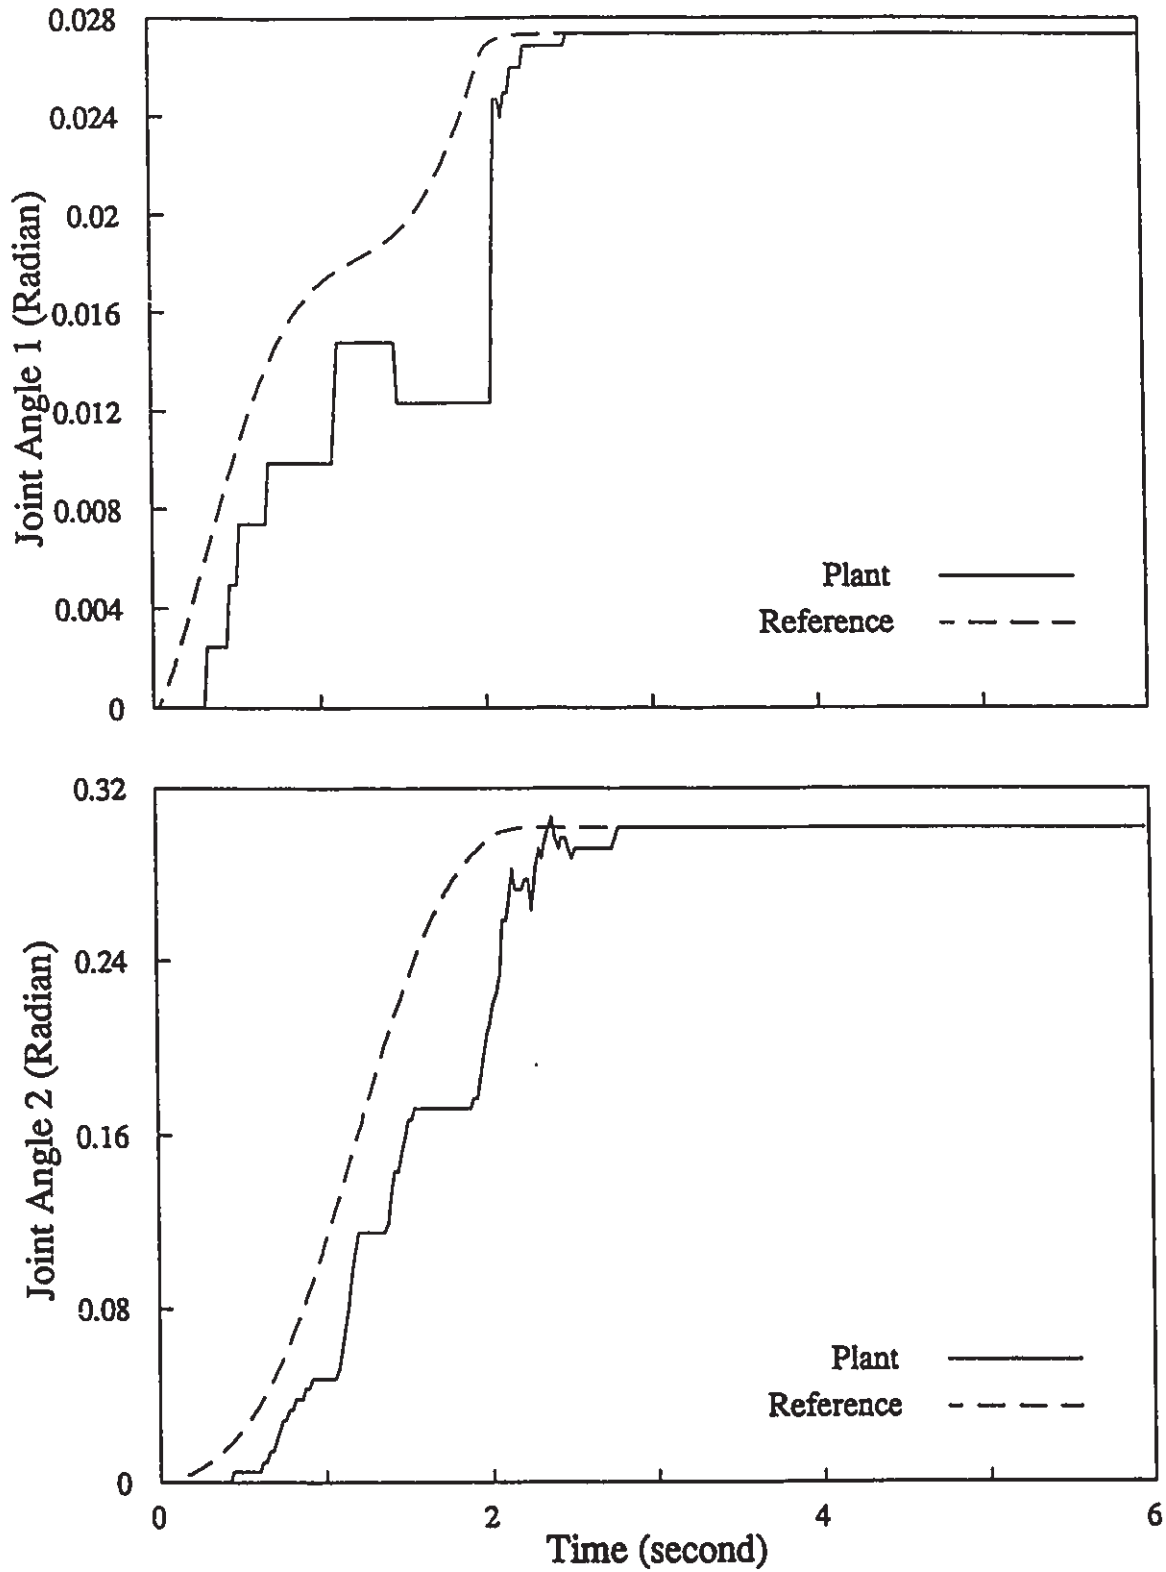 0.028
0.024
0.02
0.016
0.012
0.008
0.004
0
Joint Angle 1 (Radian)
Plant
Reference
0.32
0.24
0.16
0.08
0
Joint Angle 2 (Radian)
Plant
Reference
0 2 4 6
Time (second)